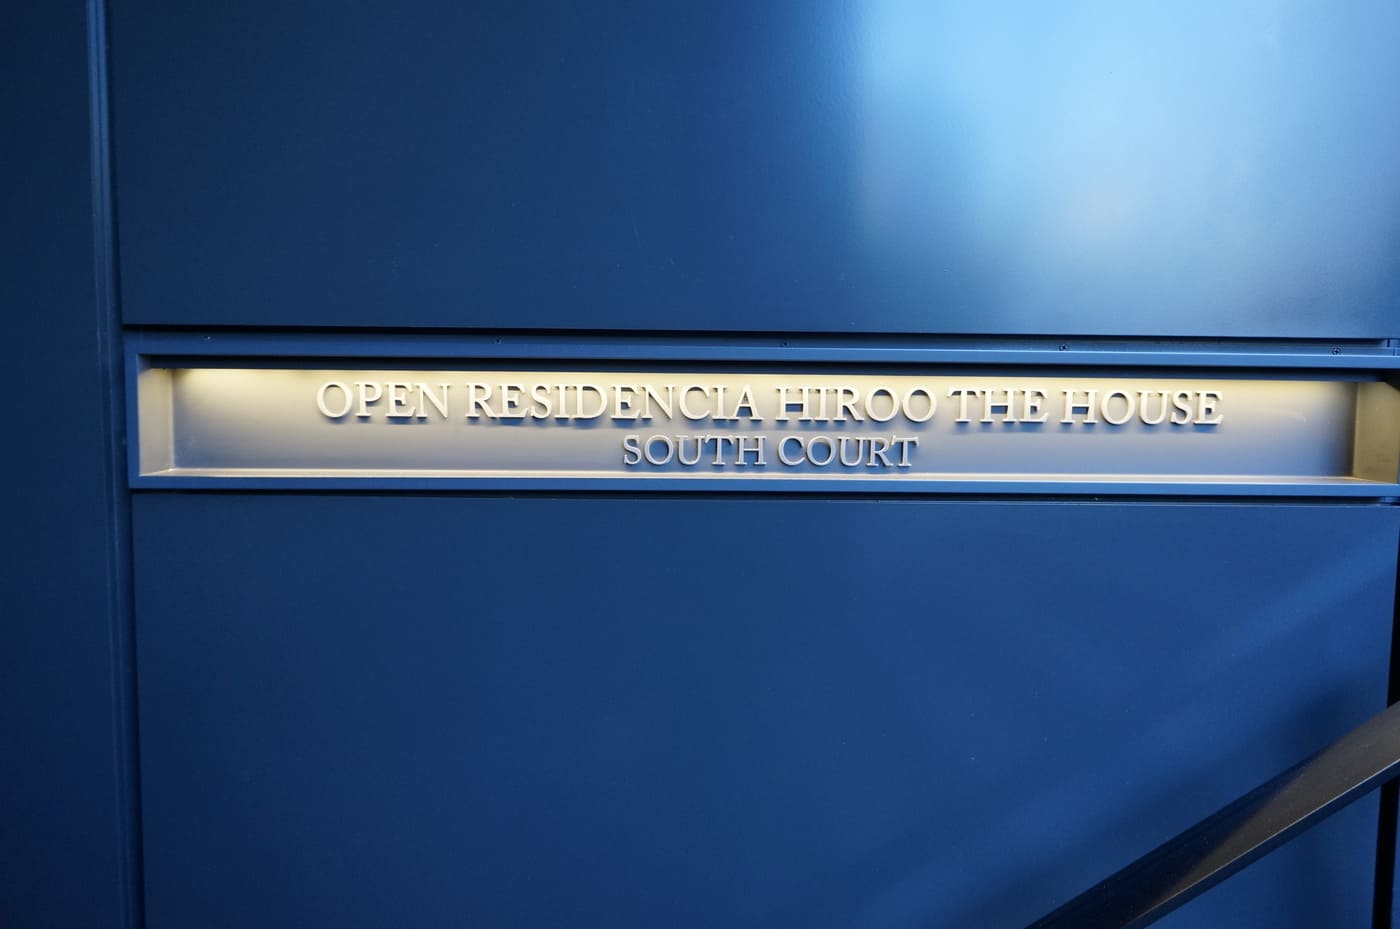 OPEN RESIDENCIA HIROO THE HOUSE
SOUTH COURT